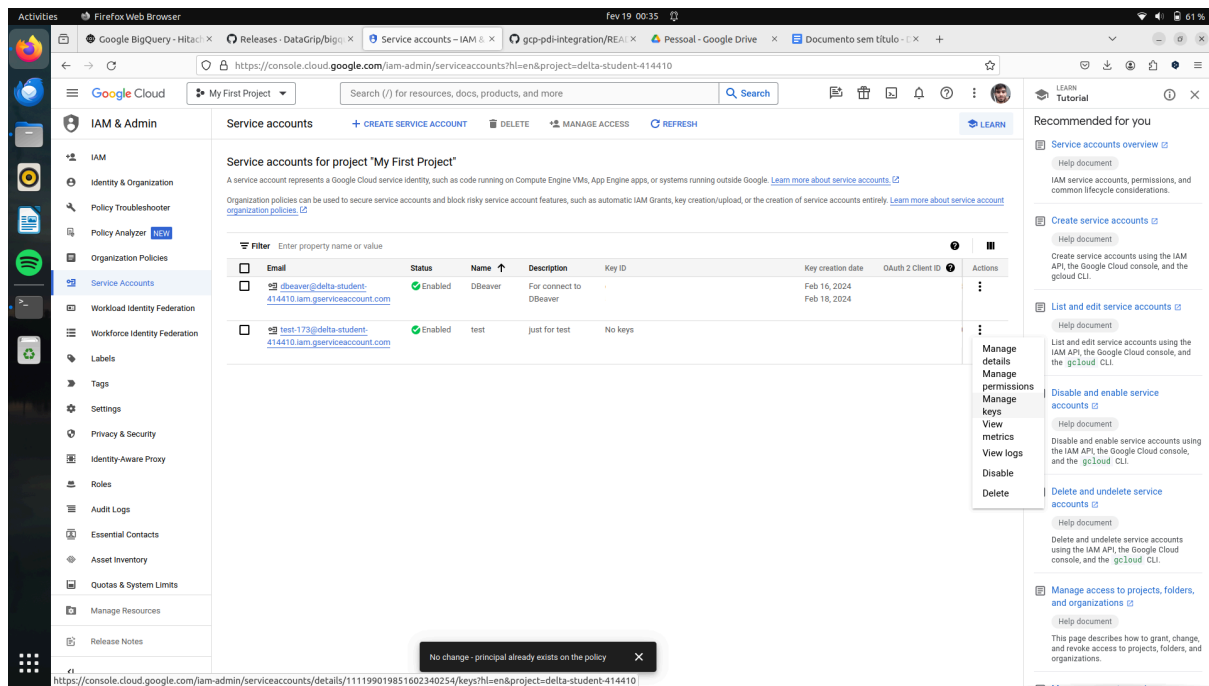 Activities
Firefox Web Browser
fev 19 00:35
61 %
Google BigQuery - Hitach
Releases · DataGrip/bigq
Service accounts – IAM &
gcp-pdi-integration/REA
Pessoal - Google Drive
Documento sem título - D
https://console.cloud.google.com/iam-admin/serviceaccounts?hl=en&project=delta-student-414410
Google Cloud
My First Project
Search (/) for resources, docs, products, and more
Search
LEARN
Tutorial
IAM & Admin
IAM
Identity & Organization
Policy Troubleshooter
Policy Analyzer NEW
Organization Policies
Service Accounts
Workload Identity Federation
Workforce Identity Federation
Labels
Tags
Settings
Privacy & Security
Identity-Aware Proxy
Roles
Audit Logs
Essential Contacts
Asset Inventory
Quotas & System Limits
Manage Resources
Release Notes
Service accounts
+ CREATE SERVICE ACCOUNT
DELETE
MANAGE ACCESS
REFRESH
LEARN
Service accounts for project "My First Project"
A service account represents a Google Cloud service identity, such as code running on Compute Engine VMs, App Engine apps, or systems running outside Google. Learn more about service accounts.
Organization policies can be used to secure service accounts and block risky service account features, such as automatic IAM Grants, key creation/upload, or the creation of service accounts entirely. Learn more about service account
organization policies.
Filter Enter property name or value
Email Status Name Description Key ID Key creation date OAuth 2 Client ID Actions
dbeaver@delta-student- Enabled DBeaver For connect to Feb 16, 2024
414410.iam.gserviceaccount.com DBeaver Feb 18, 2024
test-173@delta-student- Enabled test just for test No keys
414410.iam.gserviceaccount.com
Manage
details
Manage
permissions
Manage
keys
View
metrics
View logs
Disable
Delete
No change - principal already exists on the policy
https://console.cloud.google.com/iam-admin/serviceaccounts/details/111199019851602340254/keys?hl=en&project=delta-student-414410
Recommended for you
Service accounts overview
Help document
IAM service accounts, permissions, and
common lifecycle considerations.
Create service accounts
Help document
Create service accounts using the IAM
API, the Google Cloud console, and the
gcloud CLI.
List and edit service accounts
Help document
List and edit service accounts using the
IAM API, the Google Cloud console, and
the gcloud CLI.
Disable and enable service
accounts
Help document
Disable and enable service accounts using
the IAM API, the Google Cloud console,
and the gcloud CLI.
Delete and undelete service
accounts
Help document
Delete and undelete service accounts
using the IAM API, the Google Cloud
console, and the gcloud CLI.
Manage access to projects, folders,
and organizations
Help document
This page describes how to grant, change,
and revoke access to projects, folders, and
organizations.